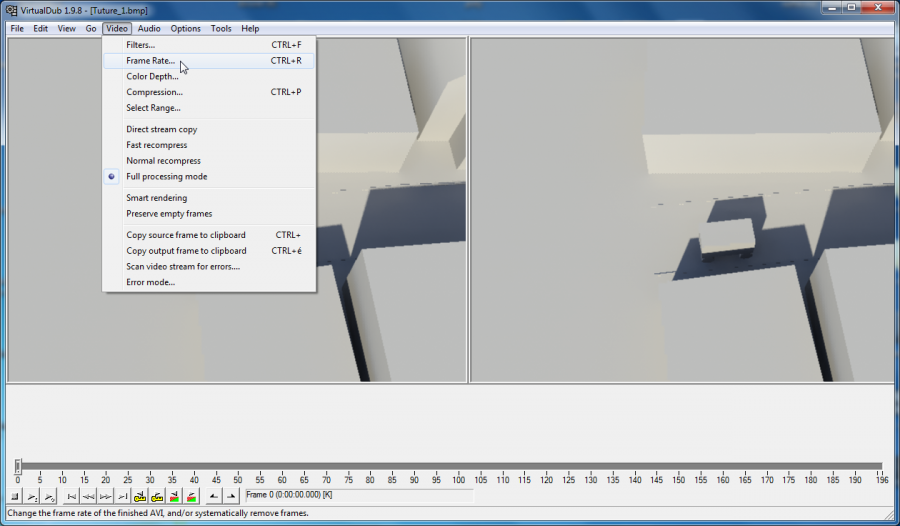 VirtualDub 1.9.8 - [Tuture_1.bmp]
File Edit View Go Video Audio Options Tools Help
Filters... CTRL+F
Frame Rate... CTRL+R
Color Depth...
Compression... CTRL+P
Select Range...
Direct stream copy
Fast recompress
Normal recompress
Full processing mode
Smart rendering
Preserve empty frames
Copy source frame to clipboard CTRL+
Copy output frame to clipboard CTRL+é
Scan video stream for errors....
Error mode...
0 5 10 15 20 25 30 35 40 45 50 55 60 65 70 75 80 85 90 95 100 105 110 115 120 125 130 135 140 145 150 155 160 165 170 175 180 185 190 196
Frame 0 (0:00:00.000) [K]
Change the frame rate of the finished AVI, and/or systematically remove frames.